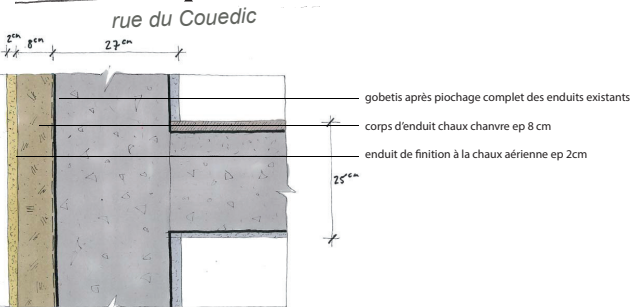 rue du Couedic
2cm 8cm 27cm
gobetis après piochage complet des enduits existants
corps d'enduit chaux chanvre ep 8 cm
enduit de finition à la chaux aérienne ep 2cm
25cm